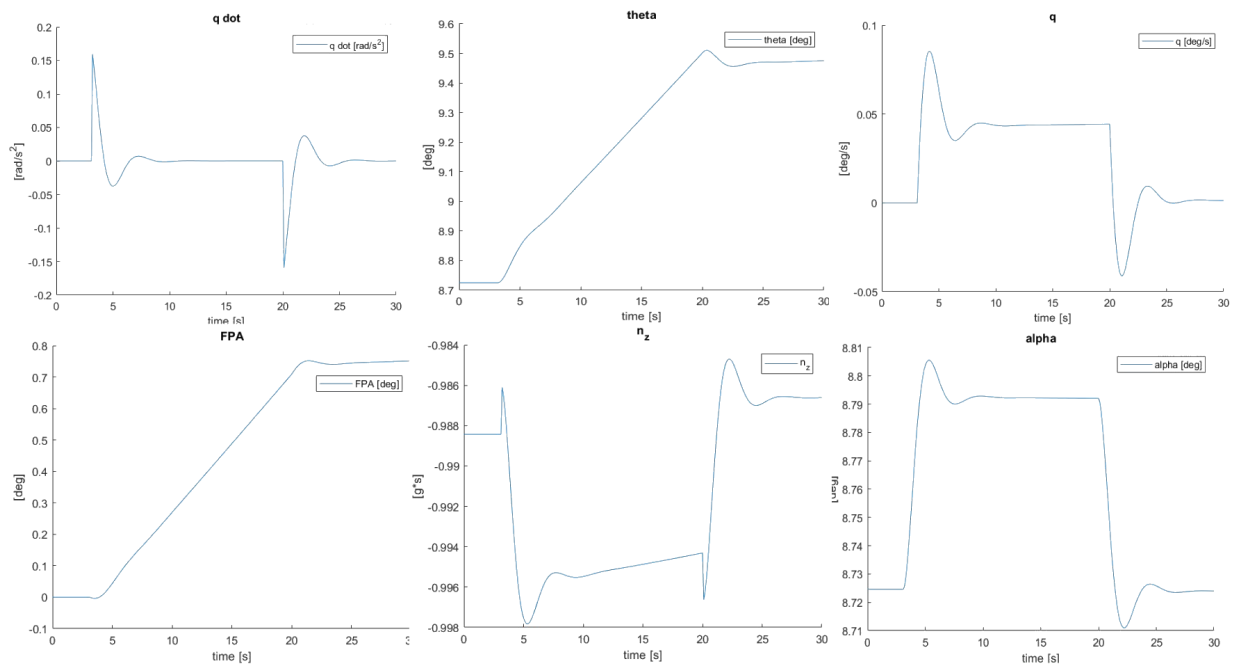 q dot
0.2
0.15
0.1
0.05
0
-0.05
-0.1
-0.15
-0.2
[rad/s²]
q dot [rad/s²]
0 5 10 15 20 25 30
time [s]
theta
9.6
9.5
9.4
9.3
9.2
9.1
9
8.9
8.8
8.7
[deg]
theta [deg]
0 5 10 15 20 25 30
time [s]
q
0.1
0.05
0
-0.05
[deg/s]
q [deg/s]
0 5 10 15 20 25 30
time [s]
FPA
0.8
0.7
0.6
0.5
0.4
0.3
0.2
0.1
0
-0.1
[deg]
FPA [deg]
0 5 10 15 20 25
time [s]
n_z
-0.984
-0.986
-0.988
-0.99
-0.992
-0.994
-0.996
-0.998
[g*s]
n_z
0 5 10 15 20 25 30
time [s]
alpha
8.81
8.8
8.79
8.78
8.77
8.76
8.75
8.74
8.73
8.72
8.71
alpha [deg]
0 5 10 15 20 25 30
time [s]